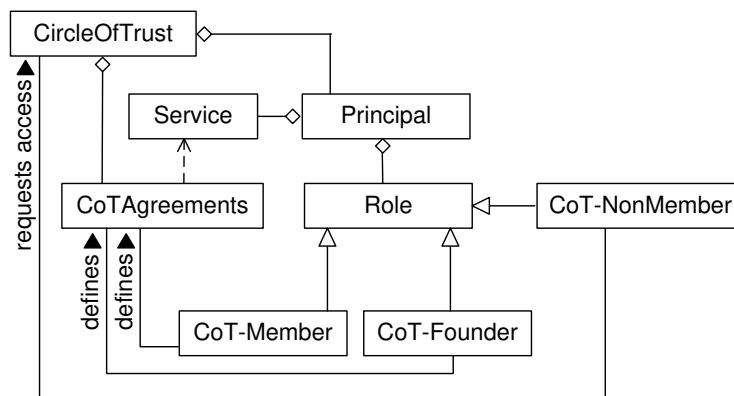 CircleOfTrust
requests access
Service
Principal
CoTAgreements
Role
CoT-NonMember
defines
defines
CoT-Member
CoT-Founder